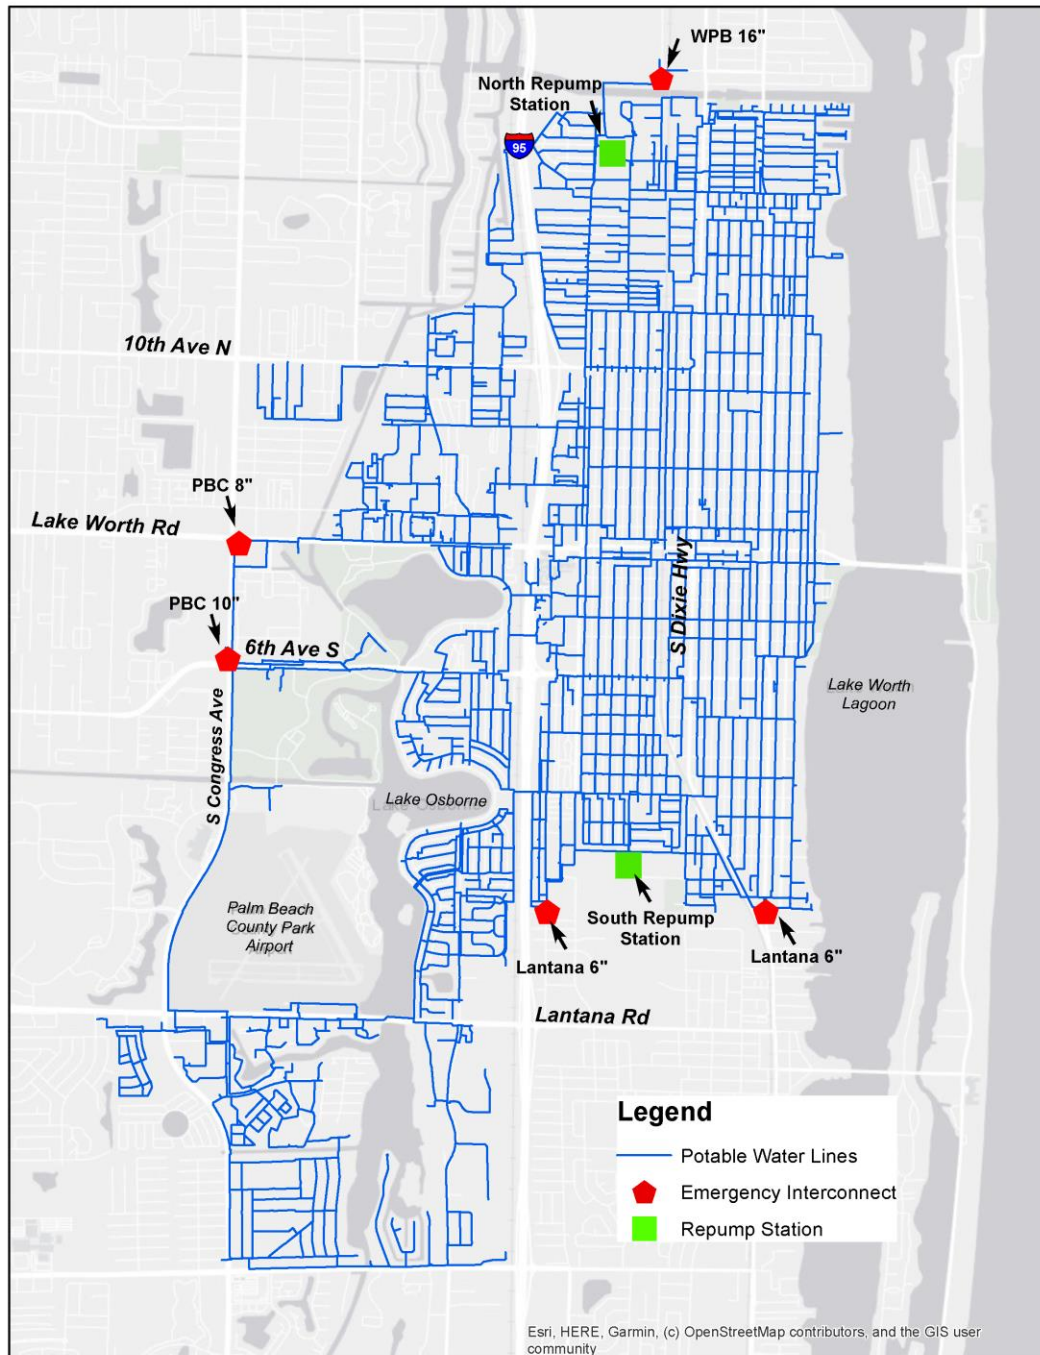 WPB 16"
North Repump
Station
95
10th Ave N
PBC 8"
Lake Worth Rd
S Dixie Hwy
PBC 10"
6th Ave S
Lake Worth
Lagoon
S Congress Ave
Lake Osborne
Palm Beach
County Park
Airport
South Repump
Station
Lantana 6"
Lantana 6"
Lantana Rd
Legend
Potable Water Lines
Emergency Interconnect
Repump Station
Esri, HERE, Garmin, (c) OpenStreetMap contributors, and the GIS user
community